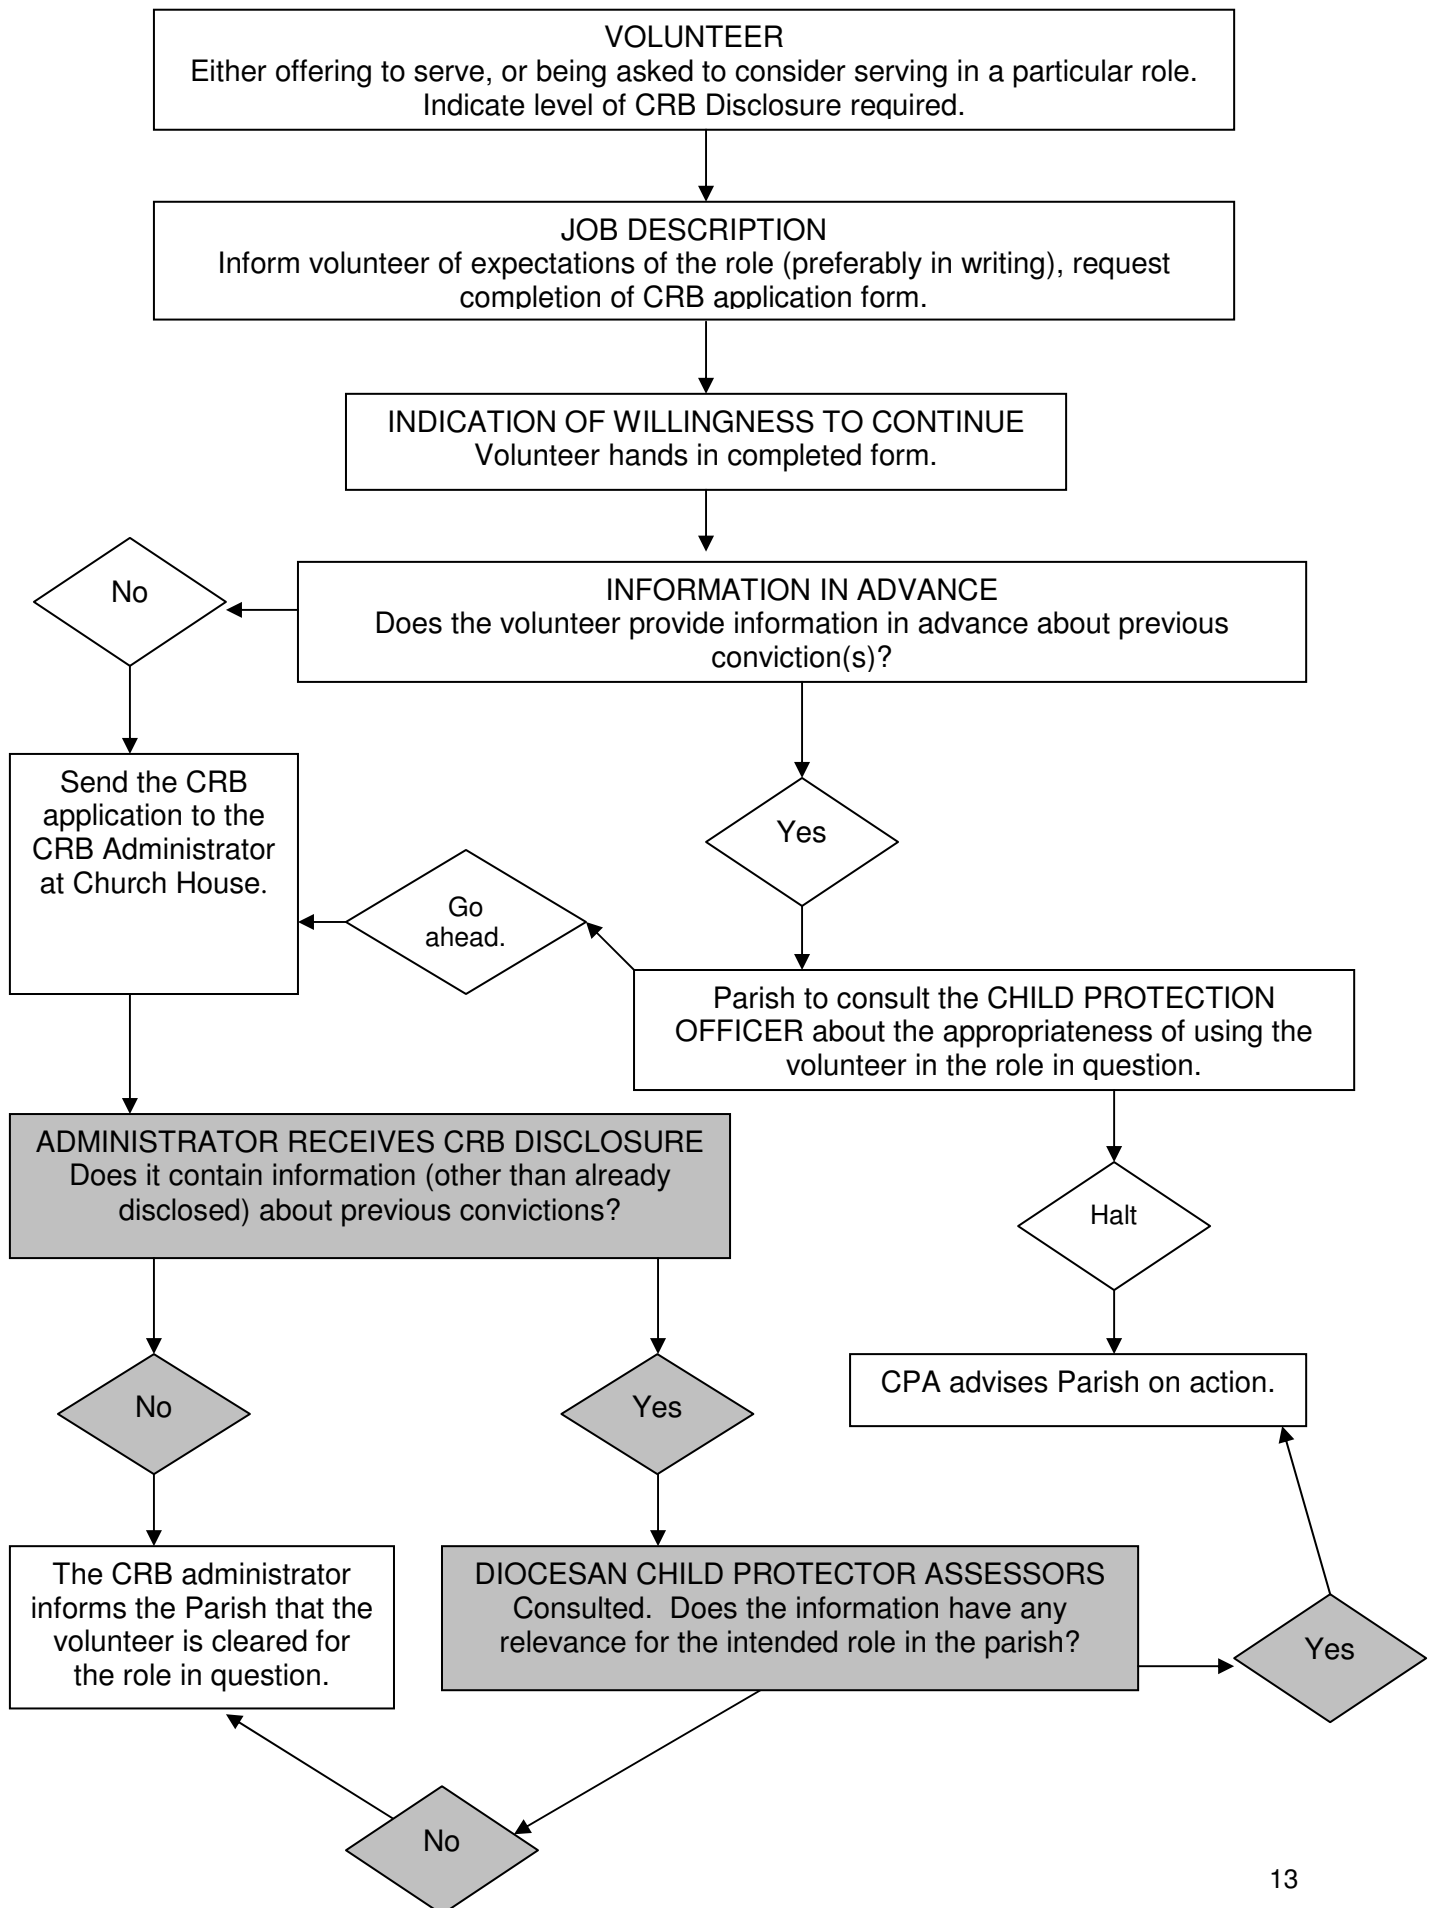 VOLUNTEER
Either offering to serve, or being asked to consider serving in a particular role.
Indicate level of CRB Disclosure required.
JOB DESCRIPTION
Inform volunteer of expectations of the role (preferably in writing), request
completion of CRB application form.
INDICATION OF WILLINGNESS TO CONTINUE
Volunteer hands in completed form.
No
INFORMATION IN ADVANCE
Does the volunteer provide information in advance about previous
conviction(s)?
Send the CRB
application to the
CRB Administrator
at Church House.
Yes
Go
ahead.
Parish to consult the CHILD PROTECTION
OFFICER about the appropriateness of using the
volunteer in the role in question.
ADMINISTRATOR RECEIVES CRB DISCLOSURE
Does it contain information (other than already
disclosed) about previous convictions?
Halt
No
Yes
CPA advises Parish on action.
The CRB administrator
informs the Parish that the
volunteer is cleared for
the role in question.
DIOCESAN CHILD PROTECTOR ASSESSORS
Consulted.  Does the information have any
relevance for the intended role in the parish?
Yes
No
13